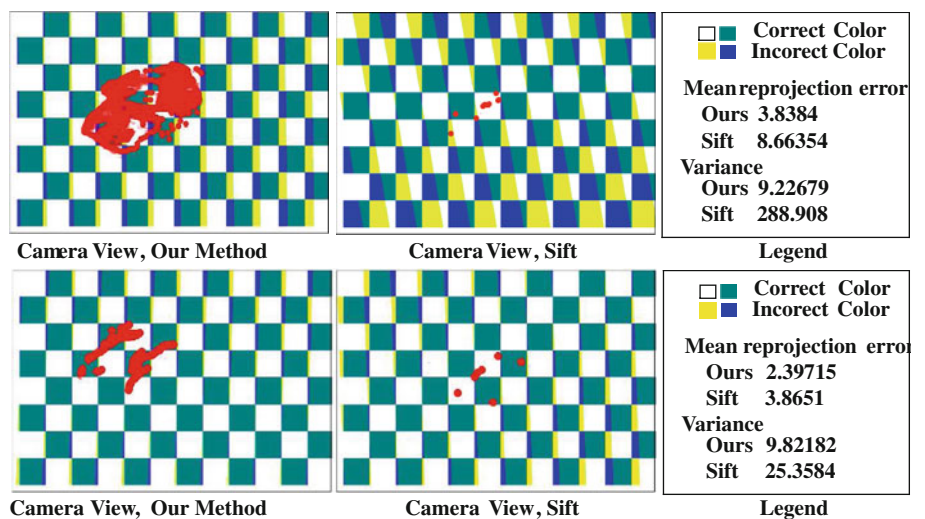 Correct Color
Incorect Color
Mean reprojection error
Ours 3.8384
Sift 8.66354
Variance
Ours 9.22679
Sift 288.908
Camera View, Our Method
Camera View, Sift
Legend
Correct Color
Incorect Color
Mean reprojection error
Ours 2.39715
Sift 3.8651
Variance
Ours 9.82182
Sift 25.3584
Camera View, Our Method
Camera View, Sift
Legend